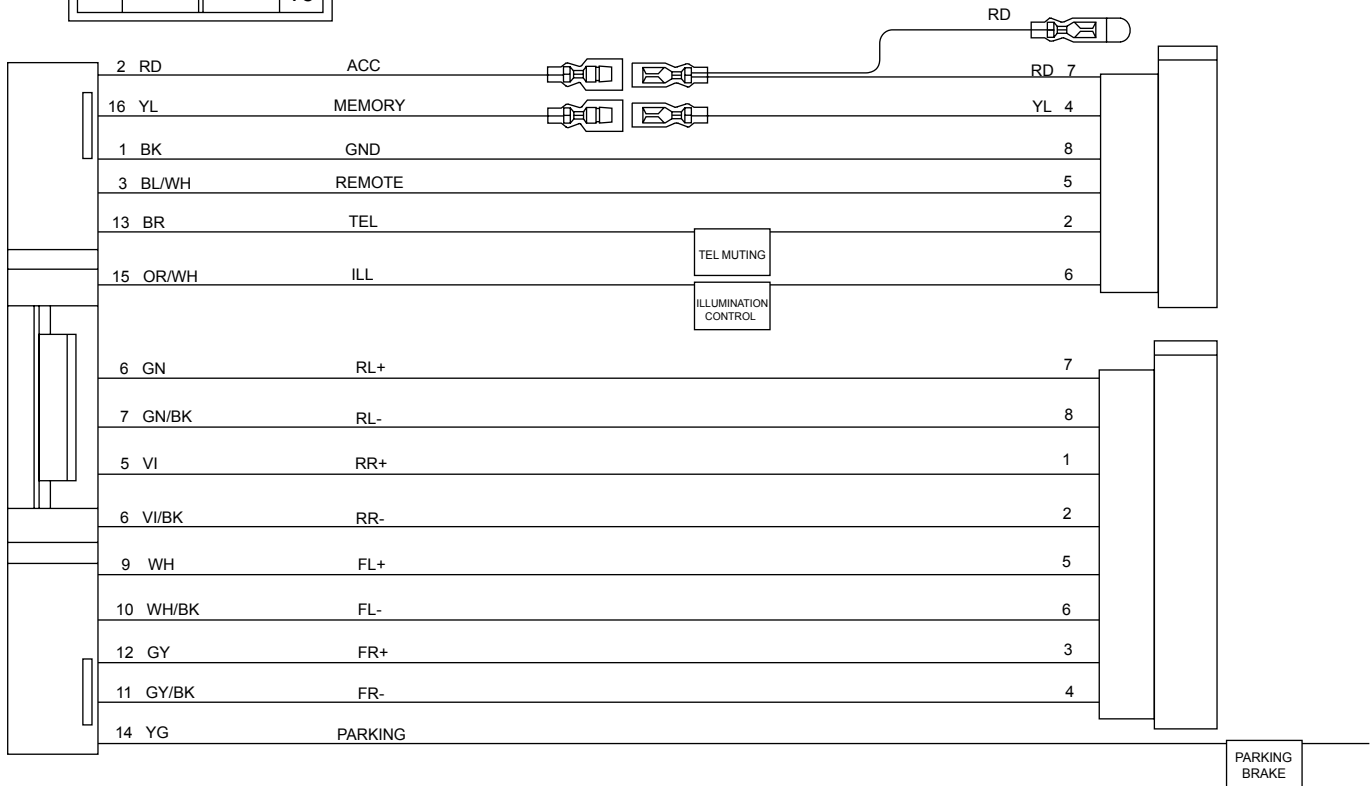 RD
2 RD ACC RD 7
16 YL MEMORY YL 4
1 BK GND 8
3 BL/WH REMOTE 5
13 BR TEL 2
TEL MUTING
15 OR/WH ILL 6
ILLUMINATION
CONTROL
6 GN RL+ 7
7 GN/BK RL- 8
5 VI RR+ 1
6 VI/BK RR- 2
9 WH FL+ 5
10 WH/BK FL- 6
12 GY FR+ 3
11 GY/BK FR- 4
14 YG PARKING
PARKING
BRAKE